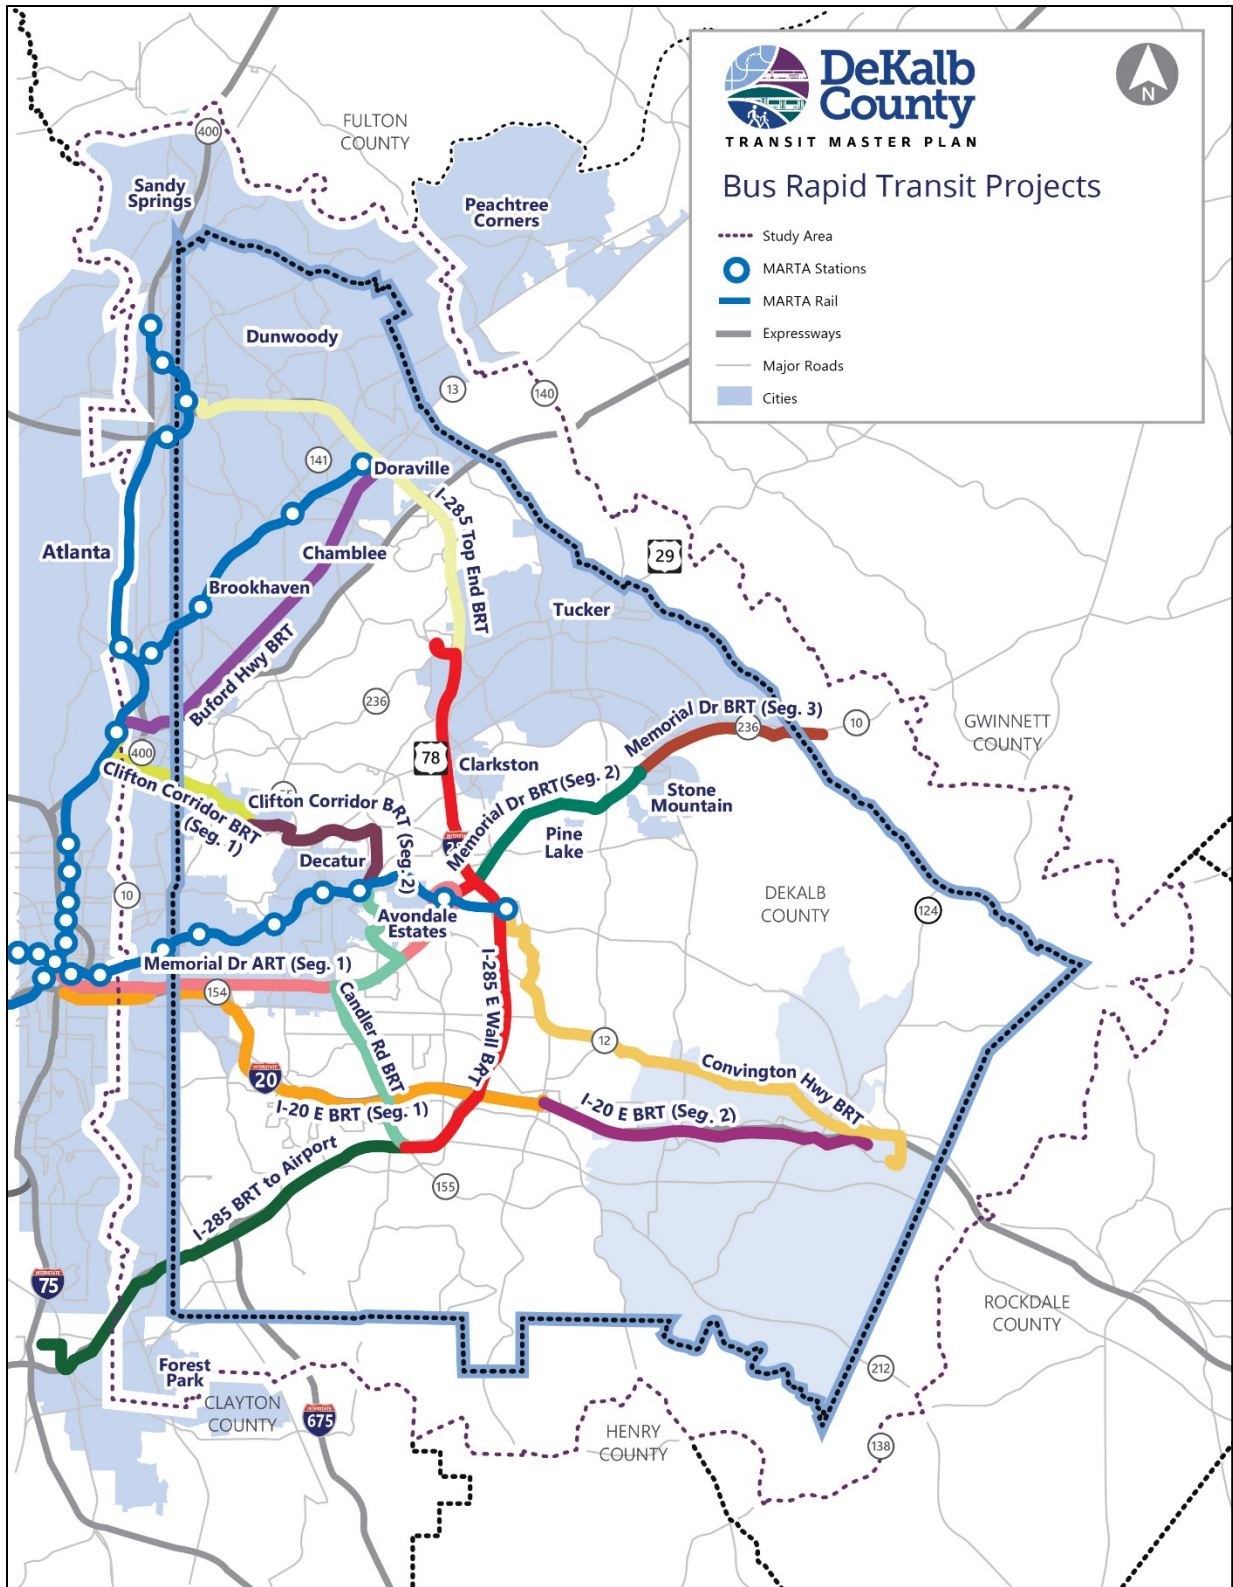 DeKalb
County
TRANSIT MASTER PLAN
Bus Rapid Transit Projects
Study Area
MARTA Stations
MARTA Rail
Expressways
Major Roads
Cities
N
FULTON
COUNTY
400
Sandy
Springs
Peachtree
Corners
Dunwoody
13
140
141
Doraville
I-285 Top End BRT
Atlanta
Chamblee
29
Brookhaven
Tucker
Buford Hwy BRT
236
Memorial Dr BRT (Seg. 3)
236
10
GWINNETT
COUNTY
400
78
Clarkston
Clifton Corridor BRT
(Seg. 1)
Clifton Corridor BRT (Seg. 2)
Memorial Dr BRT(Seg. 2)
Stone
Mountain
Pine
Lake
Decatur
10
DEKALB
COUNTY
124
Avondale
Estates
Memorial Dr ART (Seg. 1)
154
I-285 E Wall BRT
Candler Rd BRT
12
INTERSTATE
20
Convington Hwy BRT
I-20 E BRT (Seg. 1)
I-20 E BRT (Seg. 2)
I-285 BRT to Airport
155
INTERSTATE
75
ROCKDALE
COUNTY
Forest
Park
212
CLAYTON
COUNTY
INTERSTATE
675
HENRY
COUNTY
138